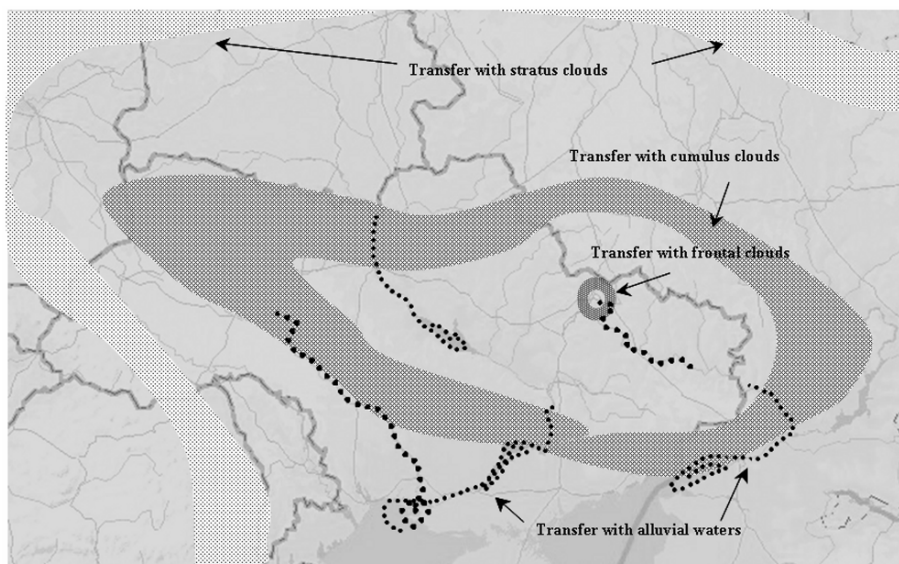 Transfer with stratus clouds
Transfer with cumulus clouds
Transfer with frontal clouds
Transfer with alluvial waters